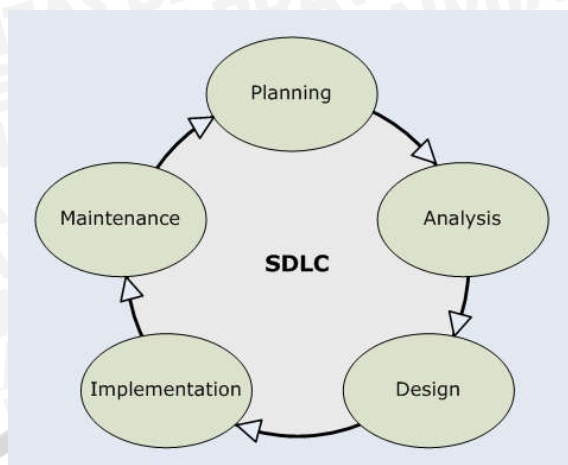 Planning
Analysis
Design
Implementation
Maintenance
SDLC